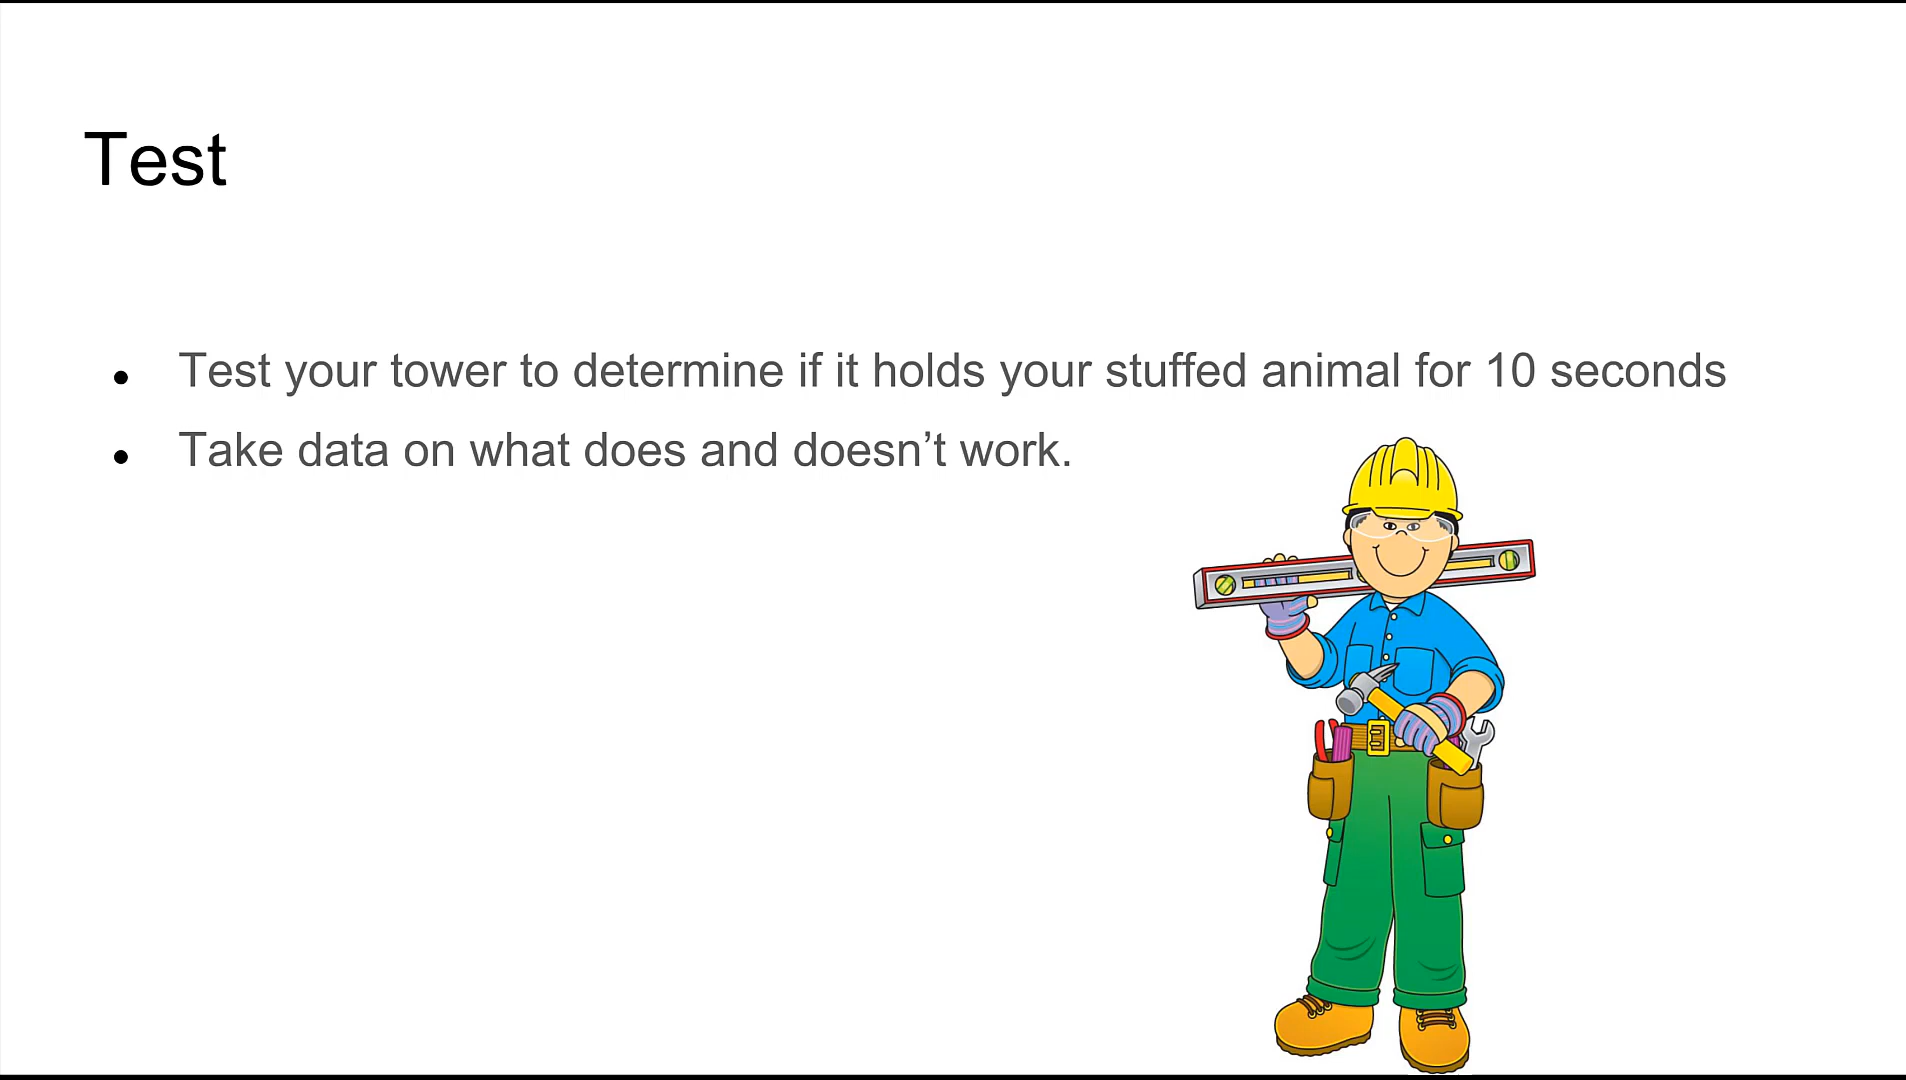 Test
Test your tower to determine if it holds your stuffed animal for 10 seconds
Take data on what does and doesn’t work.